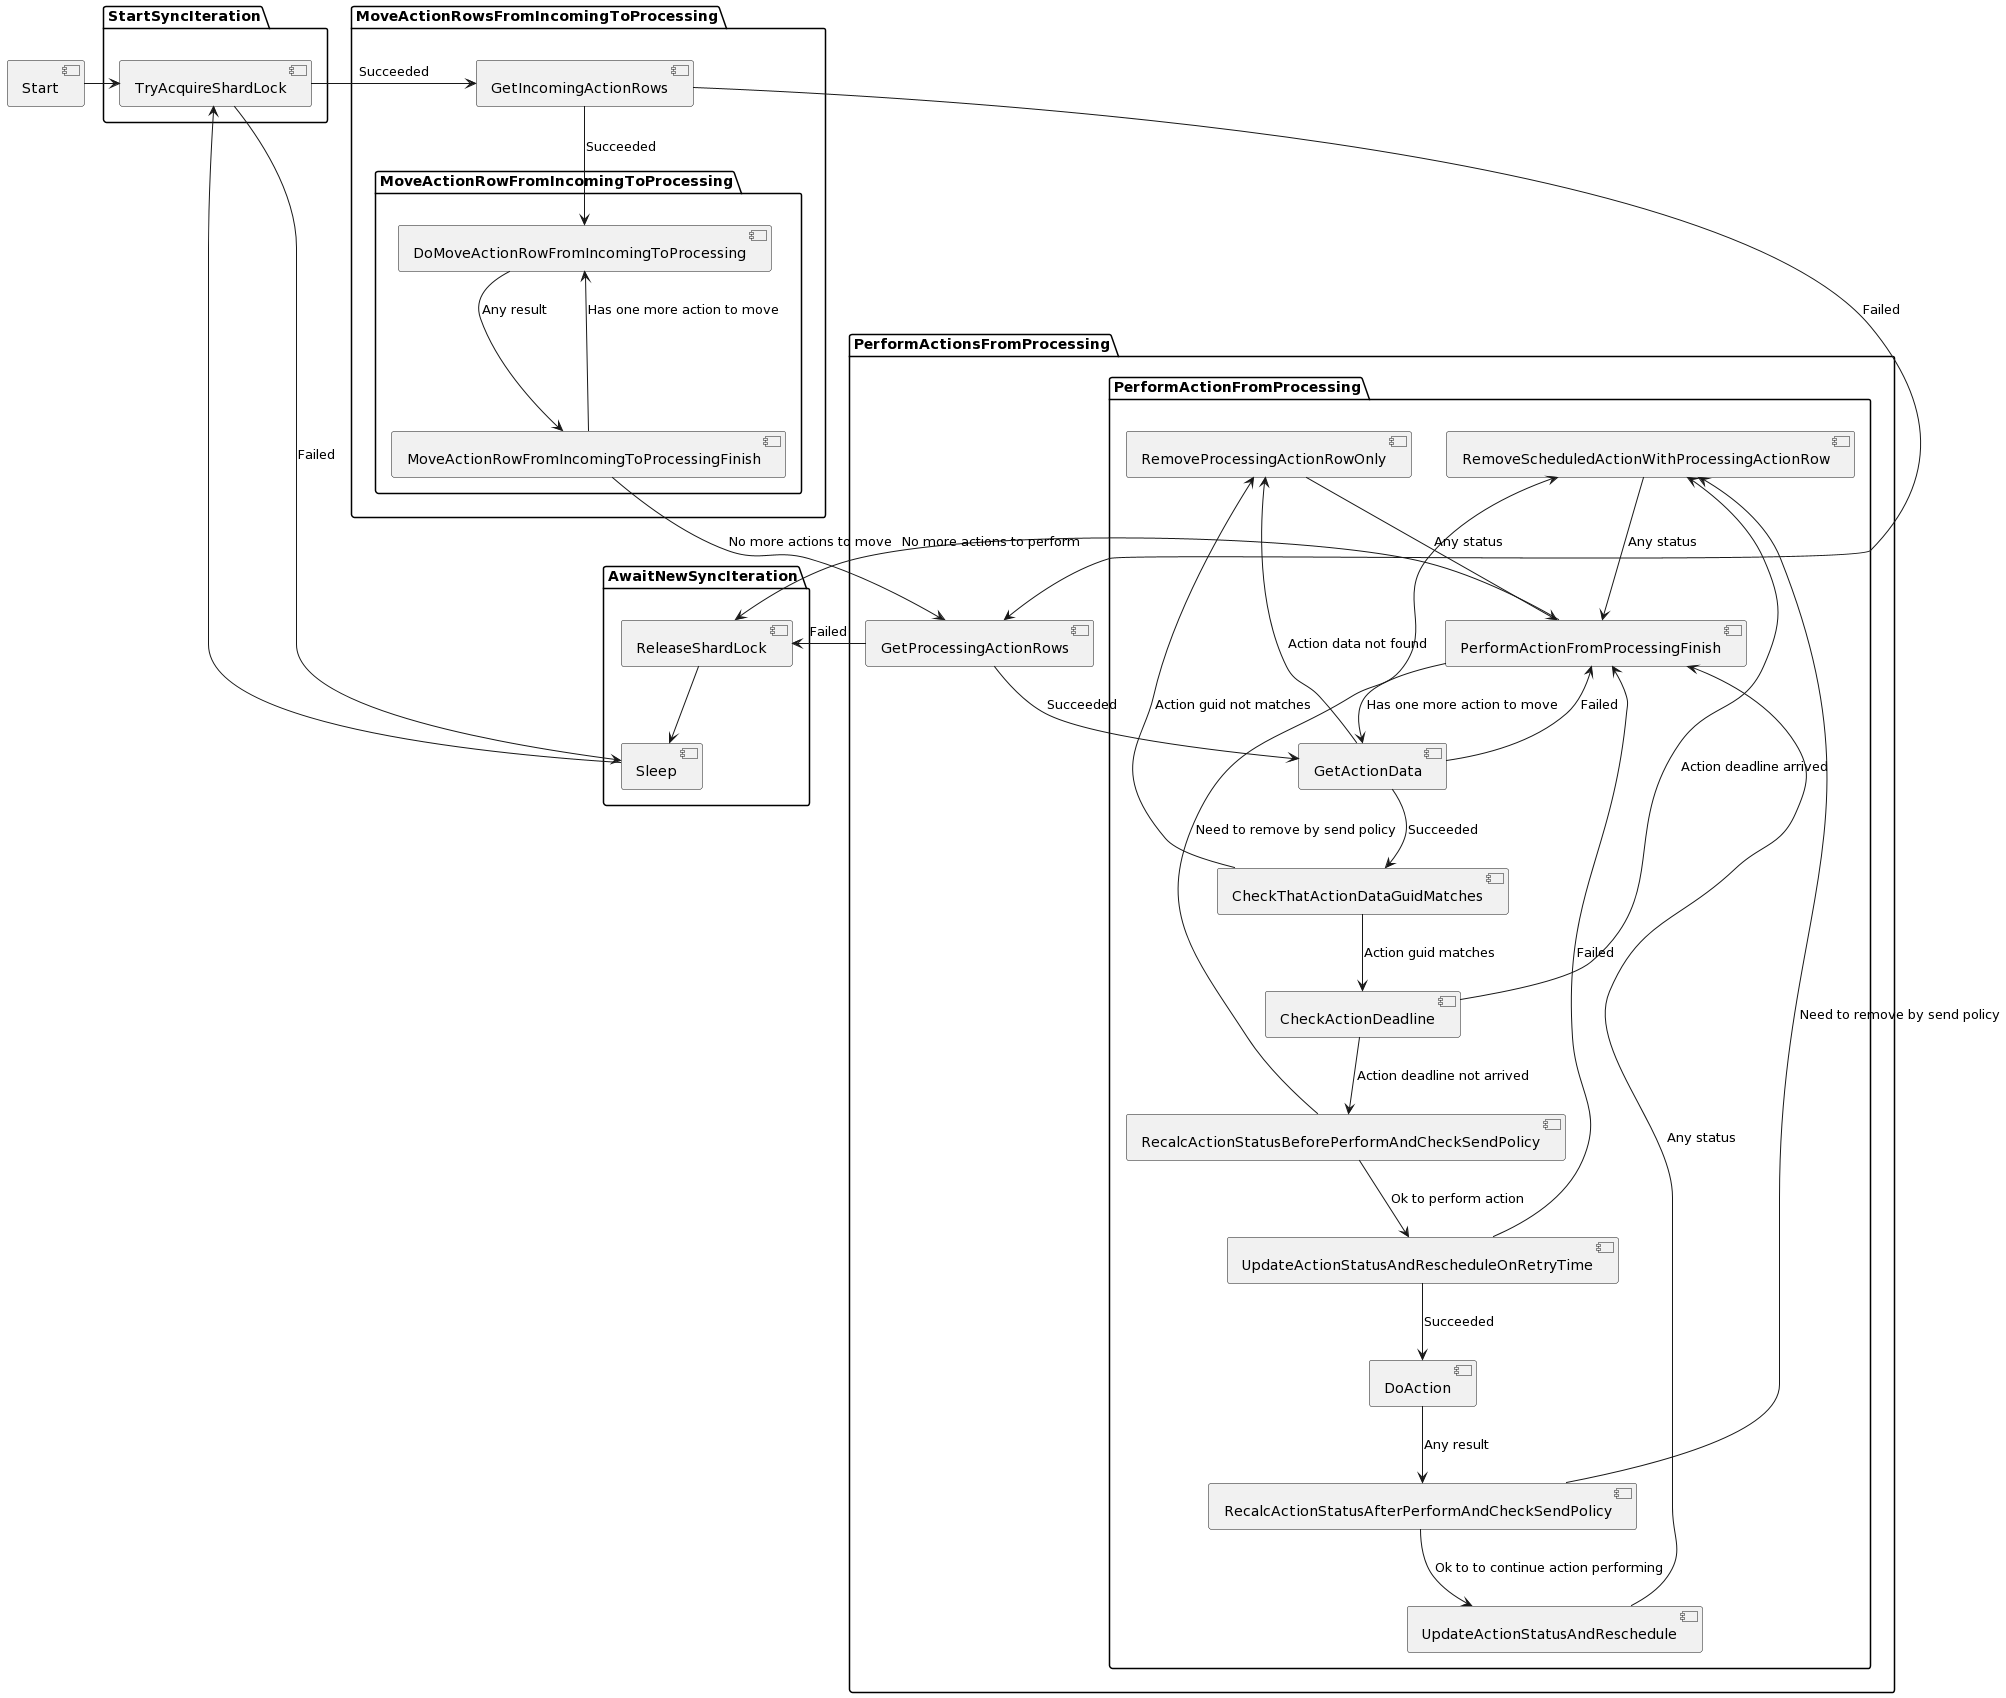 StartSyncIteration
MoveActionRowsFromIncomingToProcessing
Start
TryAcquireShardLock
Succeeded
GetIncomingActionRows
Succeeded
MoveActionRowFromIncomingToProcessing
DoMoveActionRowFromIncomingToProcessing
Any result
Has one more action to move
Failed
PerformActionsFromProcessing
PerformActionFromProcessing
Failed
MoveActionRowFromIncomingToProcessingFinish
RemoveProcessingActionRowOnly
RemoveScheduledActionWithProcessingActionRow
No more actions to move
No more actions to perform
Any status
Any status
AwaitNewSyncIteration
ReleaseShardLock
Failed
GetProcessingActionRows
Action data not found
PerformActionFromProcessingFinish
Succeeded
Action guid not matches
Has one more action to move
Failed
Sleep
GetActionData
Action deadline arrived
Need to remove by send policy
Succeeded
CheckThatActionDataGuidMatches
Action guid matches
Failed
CheckActionDeadline
Need to remove by send policy
Action deadline not arrived
RecalcActionStatusBeforePerformAndCheckSendPolicy
Any status
Ok to perform action
UpdateActionStatusAndRescheduleOnRetryTime
Succeeded
DoAction
Any result
RecalcActionStatusAfterPerformAndCheckSendPolicy
Ok to to continue action performing
UpdateActionStatusAndReschedule